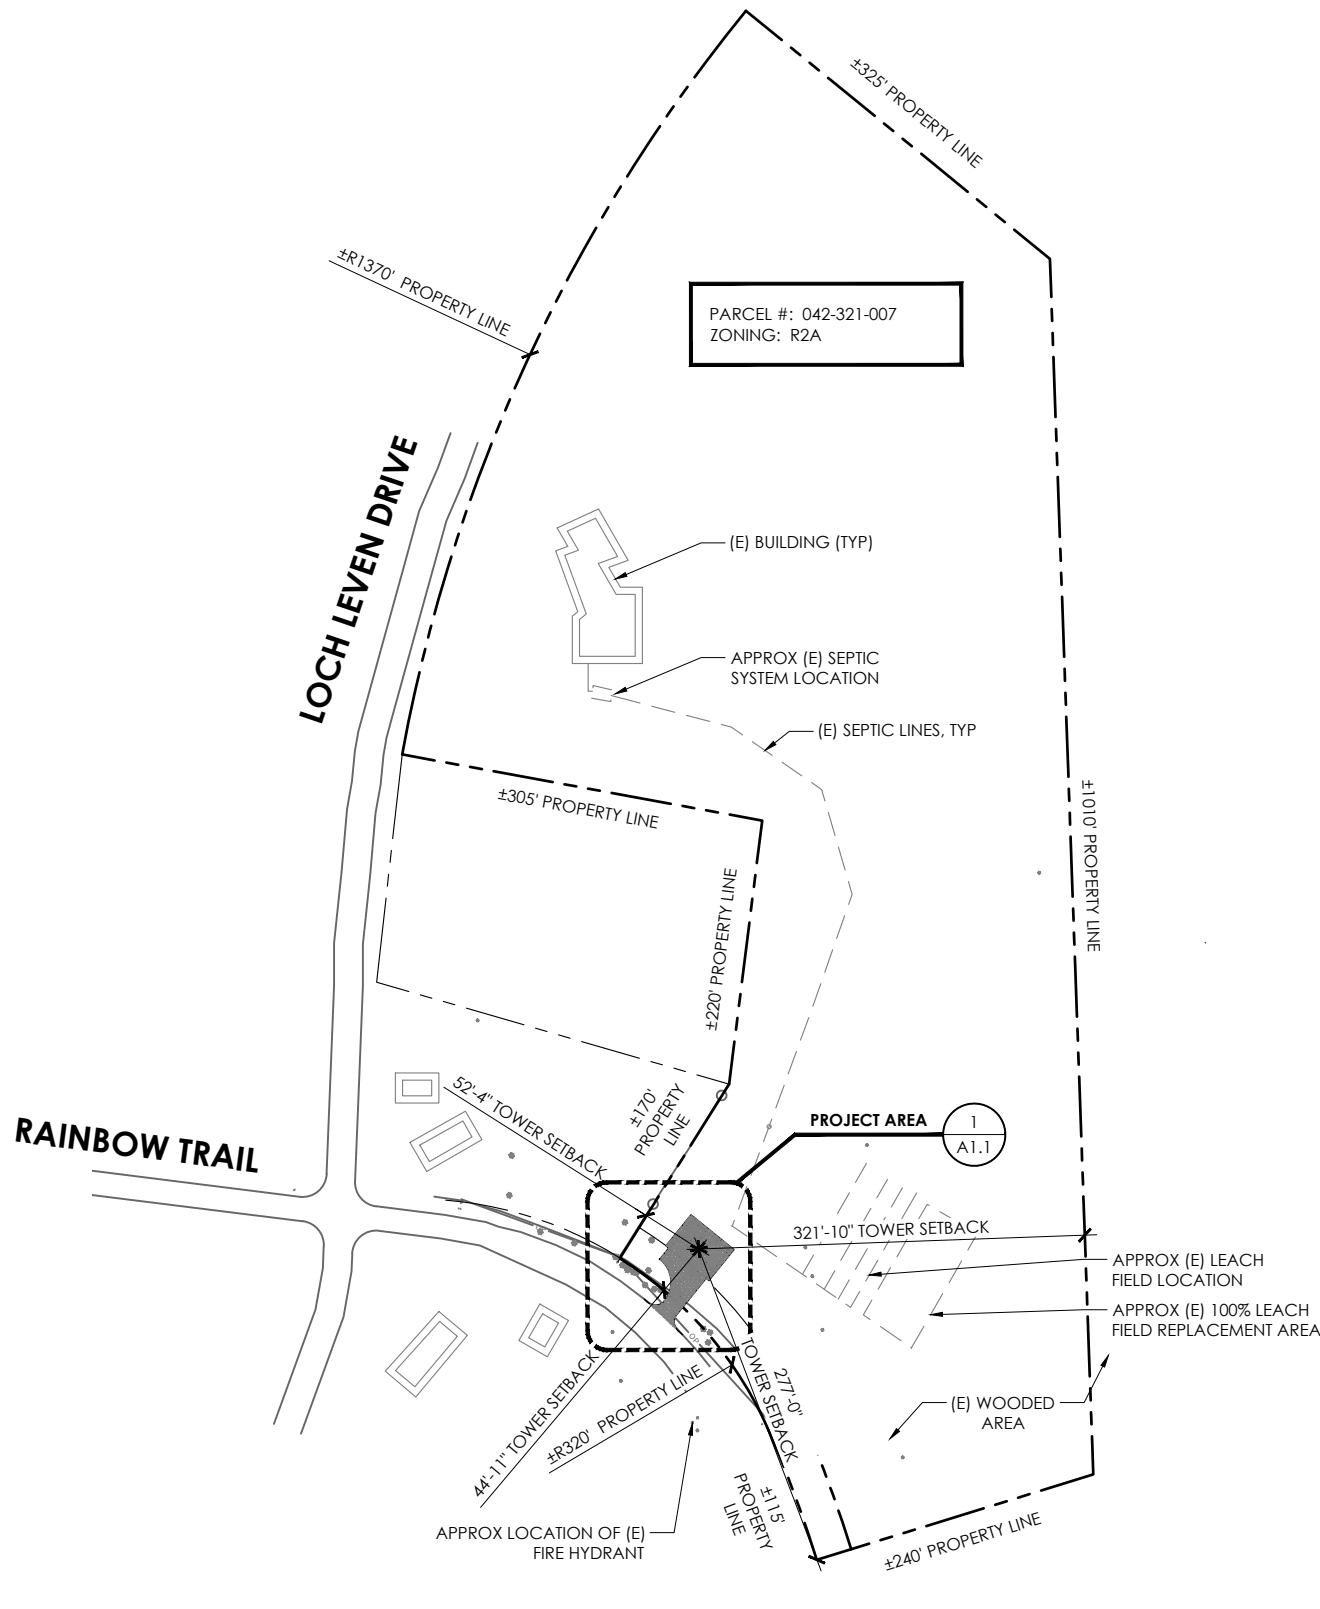 ±325' PROPERTY LINE
±R1370' PROPERTY LINE
PARCEL #: 042-321-007
ZONING: R2A
LOCH LEVEN DRIVE
(E) BUILDING (TYP)
APPROX (E) SEPTIC
SYSTEM LOCATION
(E) SEPTIC LINES, TYP
±305' PROPERTY LINE
±1010' PROPERTY LINE
±220' PROPERTY LINE
52'-4" TOWER SETBACK
±170'
PROPERTY
LINE
PROJECT AREA
1
A1.1
RAINBOW TRAIL
321'-10" TOWER SETBACK
APPROX (E) LEACH
FIELD LOCATION
APPROX (E) 100% LEACH
FIELD REPLACEMENT AREA
44'-11" TOWER SETBACK
±R320' PROPERTY LINE
277'-0"
TOWER SETBACK
(E) WOODED
AREA
±115'
PROPERTY
LINE
APPROX LOCATION OF (E)
FIRE HYDRANT
±240' PROPERTY LINE